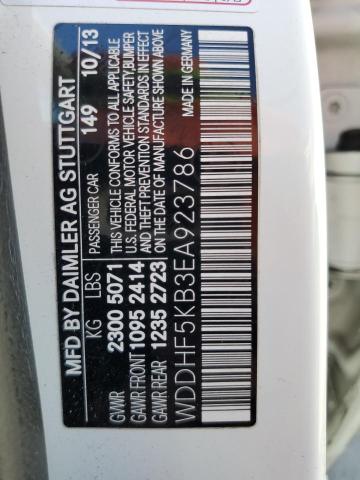 MFD BY DAIMLER AG STUTTGART
KG LBS PASSENGER CAR 149 10/13
GVWR 2300 5071 THIS VEHICLE CONFORMS TO ALL APPLICABLE
U.S. FEDERAL MOTOR VEHICLE SAFETY,BUMPER
GAWR FRONT 1095 2414 AND THEFT PREVENTION STANDARDS IN EFFECT
GAWR REAR 1235 2723 ON THE DATE OF MANUFACTURE SHOWN ABOVE
MADE IN GERMANY
WDDHF5KB3EA923786